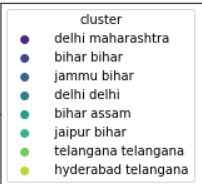 cluster
delhi maharashtra
bihar bihar
jammu bihar
delhi delhi
bihar assam
jaipur bihar
telangana telangana
hyderabad telangana